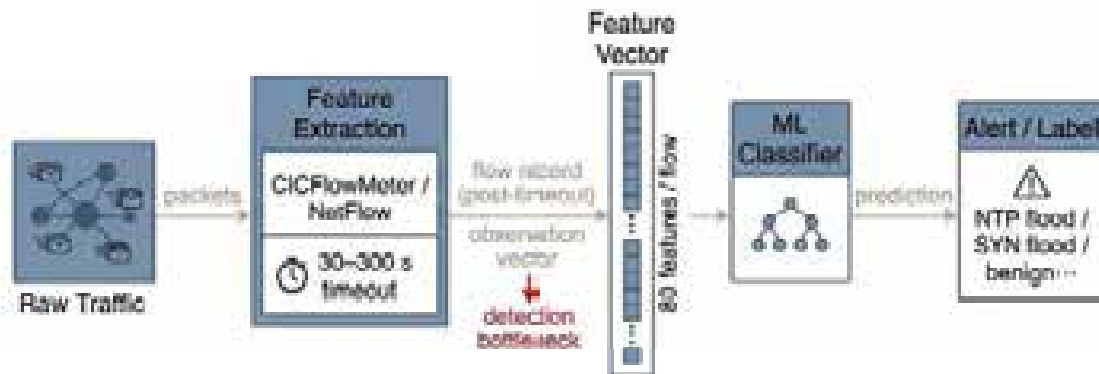 Raw Traffic
packets
Feature
Extraction
CICFlowMeter /
NetFlow
30–300 s
timeout
flow record
(post-timeout)
observation
vector
detection
bottleneck
Feature
Vector
80 features / flow
ML
Classifier
prediction
Alert / Label
NTP flood /
SYN flood /
benign...